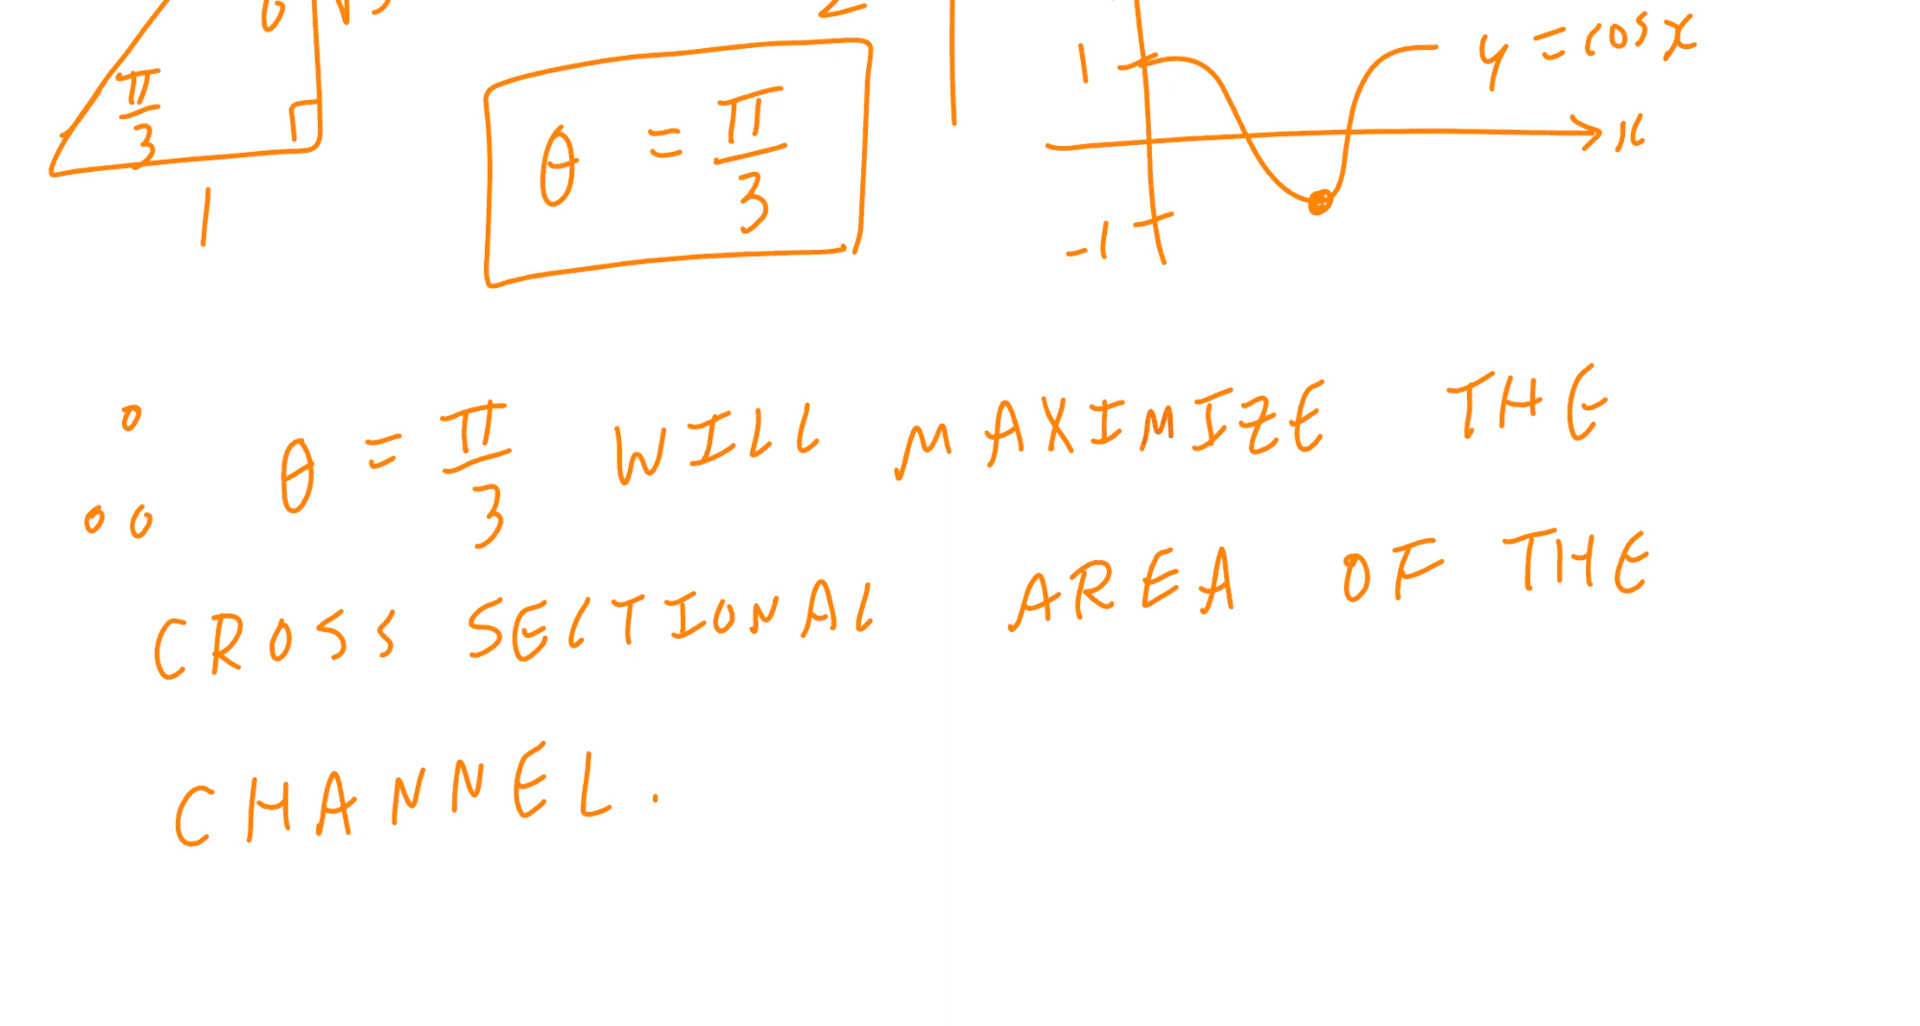 1 y = cos x
π/3
θ = π/3
x
1
-1
∴ θ = π/3 WILL MAXIMIZE THE
CROSS SECTIONAL AREA OF THE
CHANNEL.